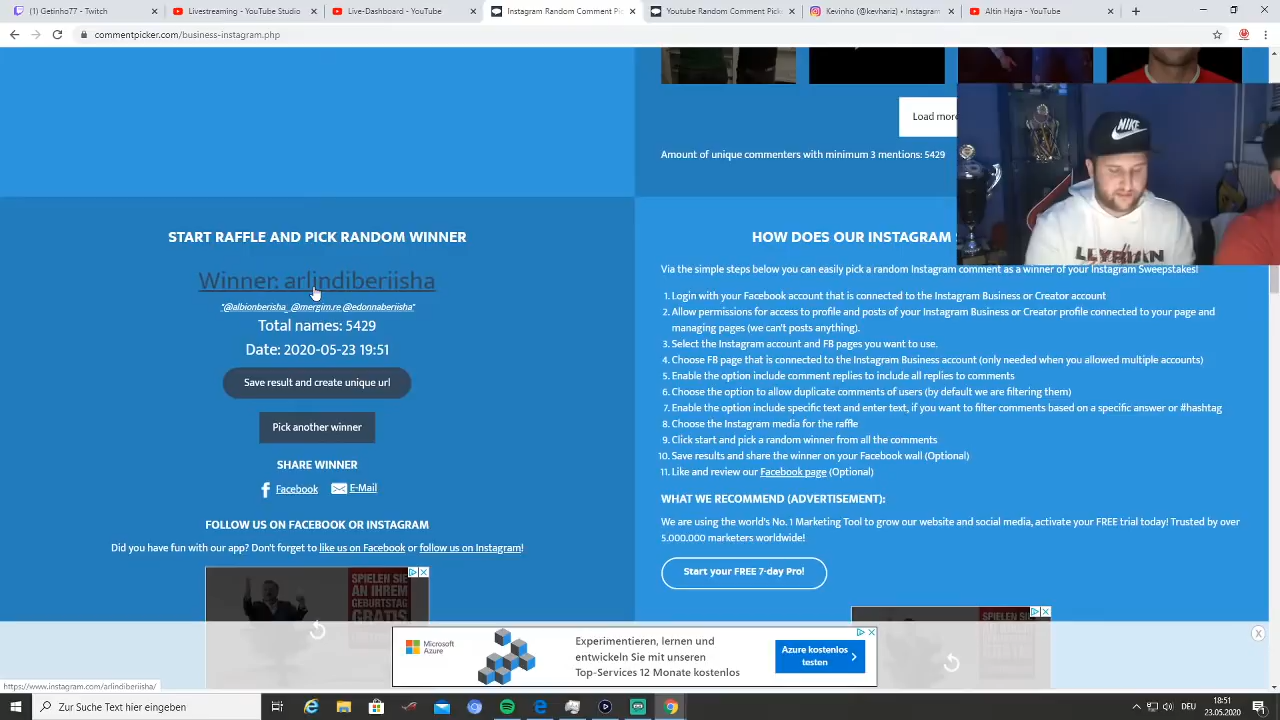 (1) Getinho77 - Twitch
Livestreaming - YouTube Studio
Live-Dashboard - YouTube
Instagram Random Comment Pi
Youtube Random Comment Picker
Kevinho (@kevhariz) • Instagram
Altin Hajra - YouTube
commentpicker.com/business-instagram.php
Load more
Amount of unique commenters with minimum 3 mentions: 5429
NIKE
START RAFFLE AND PICK RANDOM WINNER
Winner: arlindiberiisha
"@albionberisha_ @mergim.re @edonnaberiisha"
Total names: 5429
Date: 2020-05-23 19:51
Save result and create unique url
Pick another winner
SHARE WINNER
Facebook
E-Mail
FOLLOW US ON FACEBOOK OR INSTAGRAM
Did you have fun with our app? Don't forget to like us on Facebook or follow us on Instagram!
HOW DOES OUR INSTAGRAM
Via the simple steps below you can easily pick a random Instagram comment as a winner of your Instagram Sweepstakes!
1. Login with your Facebook account that is connected to the Instagram Business or Creator account
2. Allow permissions for access to profile and posts of your Instagram Business or Creator profile connected to your page and
managing pages (we can't posts anything).
3. Select the Instagram account and FB pages you want to use.
4. Choose FB page that is connected to the Instagram Business account (only needed when you allowed multiple accounts)
5. Enable the option include comment replies to include all replies to comments
6. Choose the option to allow duplicate comments of users (by default we are filtering them)
7. Enable the option include specific text and enter text, if you want to filter comments based on a specific answer or #hashtag
8. Choose the Instagram media for the raffle
9. Click start and pick a random winner from all the comments
10. Save results and share the winner on your Facebook wall (Optional)
11. Like and review our Facebook page (Optional)
WHAT WE RECOMMEND (ADVERTISEMENT):
We are using the world's No. 1 Marketing Tool to grow our website and social media, activate your FREE trial today! Trusted by over
5.000.000 marketers worldwide!
Start your FREE 7-day Pro!
SPIELEN SIE
AN IHREM
GEBURTSTAG
GRATIS
SPIELEN SIE
AN IHREM
Microsoft
Azure
Experimentieren, lernen und
entwickeln Sie mit unseren
Top-Services 12 Monate kostenlos
Azure kostenlos
testen
X
https://www.instagram.com/arlindiberiisha/
Zur Suche Text hier eingeben
DEU
18:51
23.05.2020